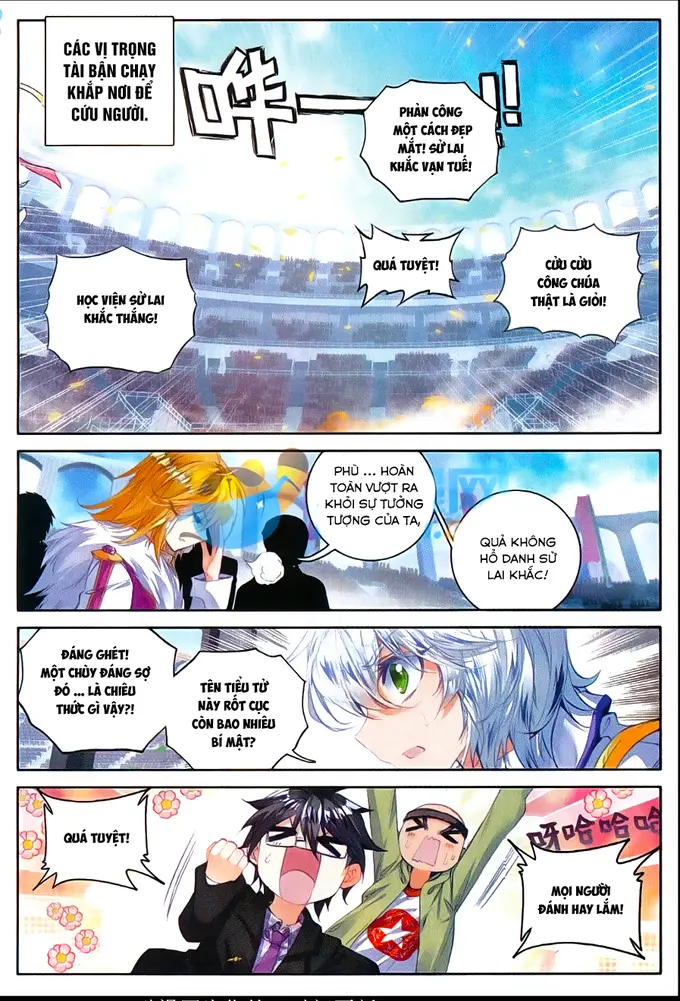 CÁC VỊ TRỌNG
TÀI BẬN CHẠY
KHẮP NƠI ĐỂ
CỨU NGƯỜI.
咩一!!
PHẢN CÔNG
MỘT CÁCH ĐẸP
MẮT! SỬ LAI
KHẮC VẠN TUẾ!
QUÁ TUYỆT!
CỬU CỬU
CÔNG CHÚA
THẬT LÀ GIỎI!
HỌC VIỆN SỬ LAI
KHẮC THẮNG!
PHÙ ... HOÀN
TOÀN VƯỢT RA
KHỎI SỰ TƯỞNG
TƯỢNG CỦA TA,
QUẢ KHÔNG
HỔ DANH SỬ
LAI KHẮC!
ĐÁNG GHÉT!
MỘT CHÙY ĐÁNG SỢ
ĐÓ ... LÀ CHIÊU
THỨC GÌ VẬY?!
TÊN TIỂU TỬ
NÀY RỐT CỤC
CÒN BAO NHIÊU
BÍ MẬT?
QUÁ TUYỆT!
呀哈哈哈
MỌI NGƯỜI
ĐÁNH HAY LẮM!